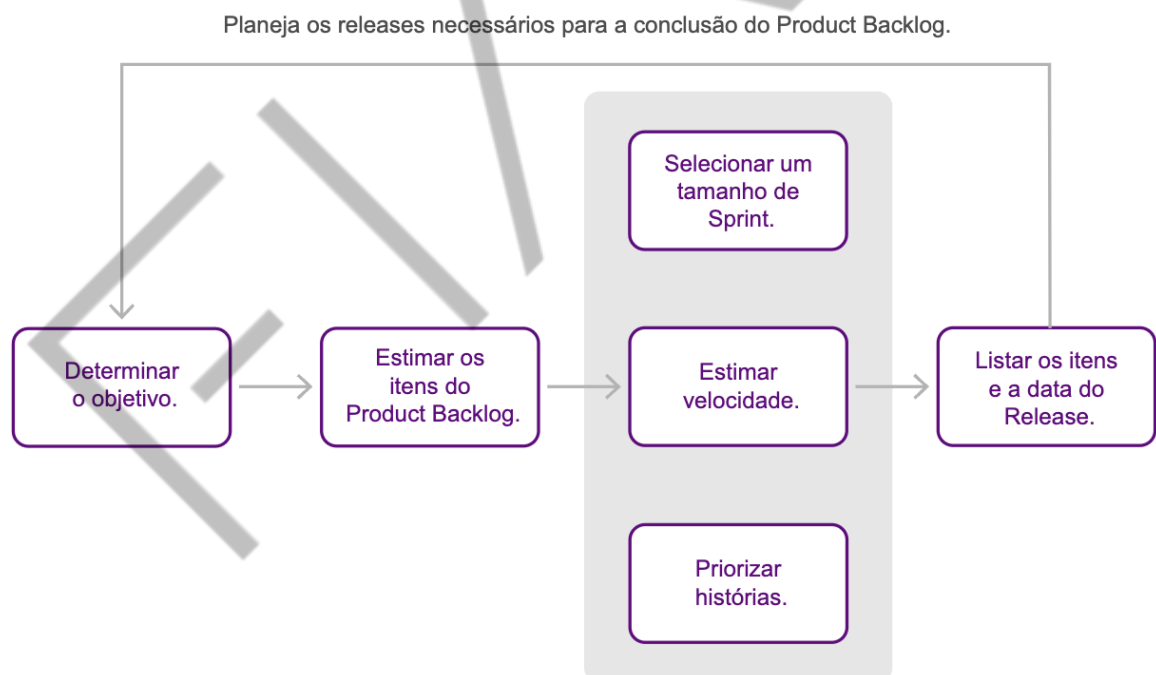 Planeja os releases necessários para a conclusão do Product Backlog.
Selecionar um
tamanho de
Sprint.
Determinar
o objetivo.
Estimar os
itens do
Product Backlog.
Estimar
velocidade.
Listar os itens
e a data do
Release.
Priorizar
histórias.